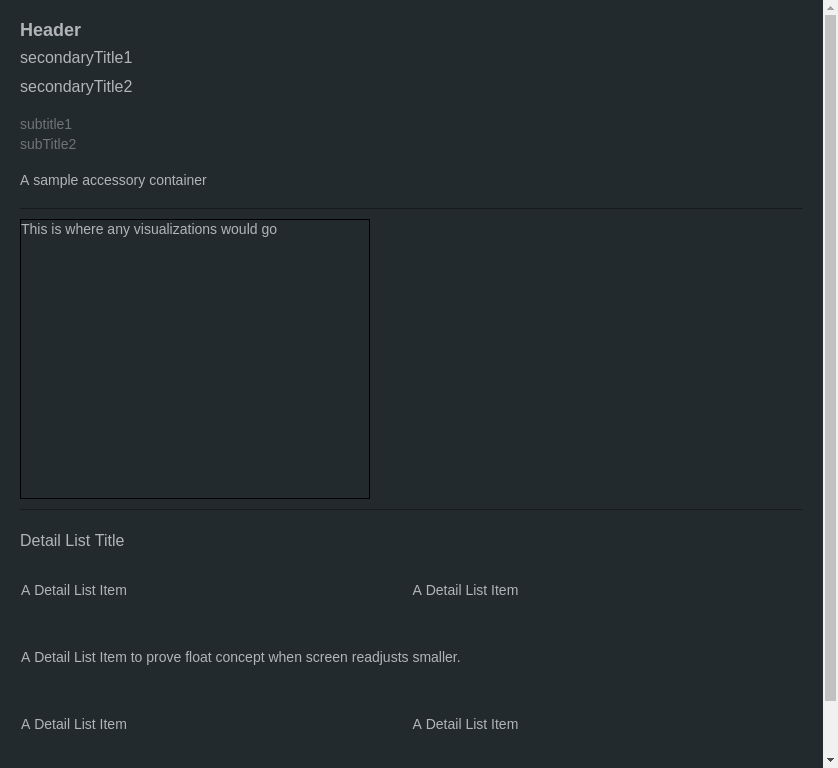 Header
secondaryTitle1
secondaryTitle2
subtitle1
subTitle2
A sample accessory container
This is where any visualizations would go
Detail List Title
A Detail List Item
A Detail List Item
A Detail List Item to prove float concept when screen readjusts smaller.
A Detail List Item
A Detail List Item